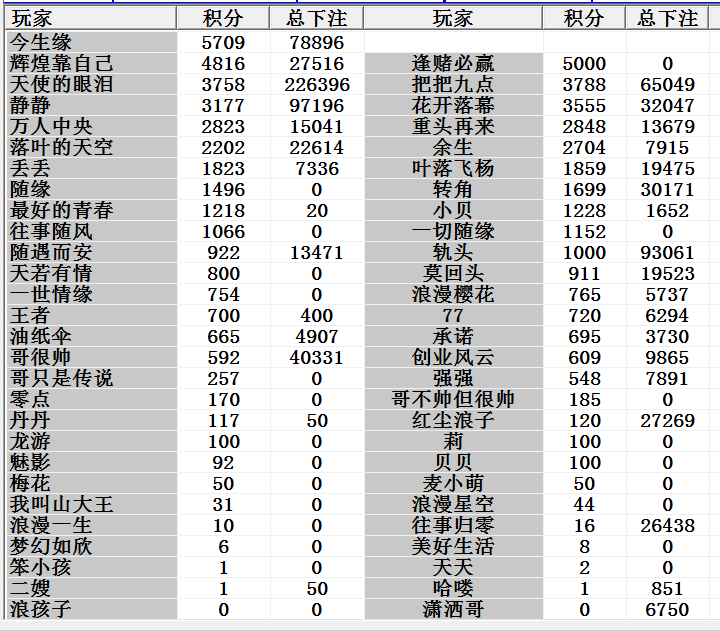 玩家 积分 总下注 玩家 积分 总下注
今生缘 5709 78896
辉煌靠自己 4816 27516 逢赌必赢 5000 0
天使的眼泪 3758 226396 把把九点 3788 65049
静静 3177 97196 花开落幕 3555 32047
万人中央 2823 15041 重头再来 2848 13679
落叶的天空 2202 22614 余生 2704 7915
丢丢 1823 7336 叶落飞杨 1859 19475
随缘 1496 0 转角 1699 30171
最好的青春 1218 20 小贝 1228 1652
往事随风 1066 0 一切随缘 1152 0
随遇而安 922 13471 轨头 1000 93061
天若有情 800 0 莫回头 911 19523
一世情缘 754 0 浪漫樱花 765 5737
王者 700 400 77 720 6294
油纸伞 665 4907 承诺 695 3730
哥很帅 592 40331 创业风云 609 9865
哥只是传说 257 0 强强 548 7891
零点 170 0 哥不帅但很帅 185 0
丹丹 117 50 红尘浪子 120 27269
龙游 100 0 莉 100 0
魅影 92 0 贝贝 100 0
梅花 50 0 麦小萌 50 0
我叫山大王 31 0 浪漫星空 44 0
浪漫一生 10 0 往事归零 16 26438
梦幻如欣 6 0 美好生活 8 0
笨小孩 1 0 天天 2 0
二嫂 1 50 哈喽 1 851
浪孩子 0 0 潇洒哥 0 6750